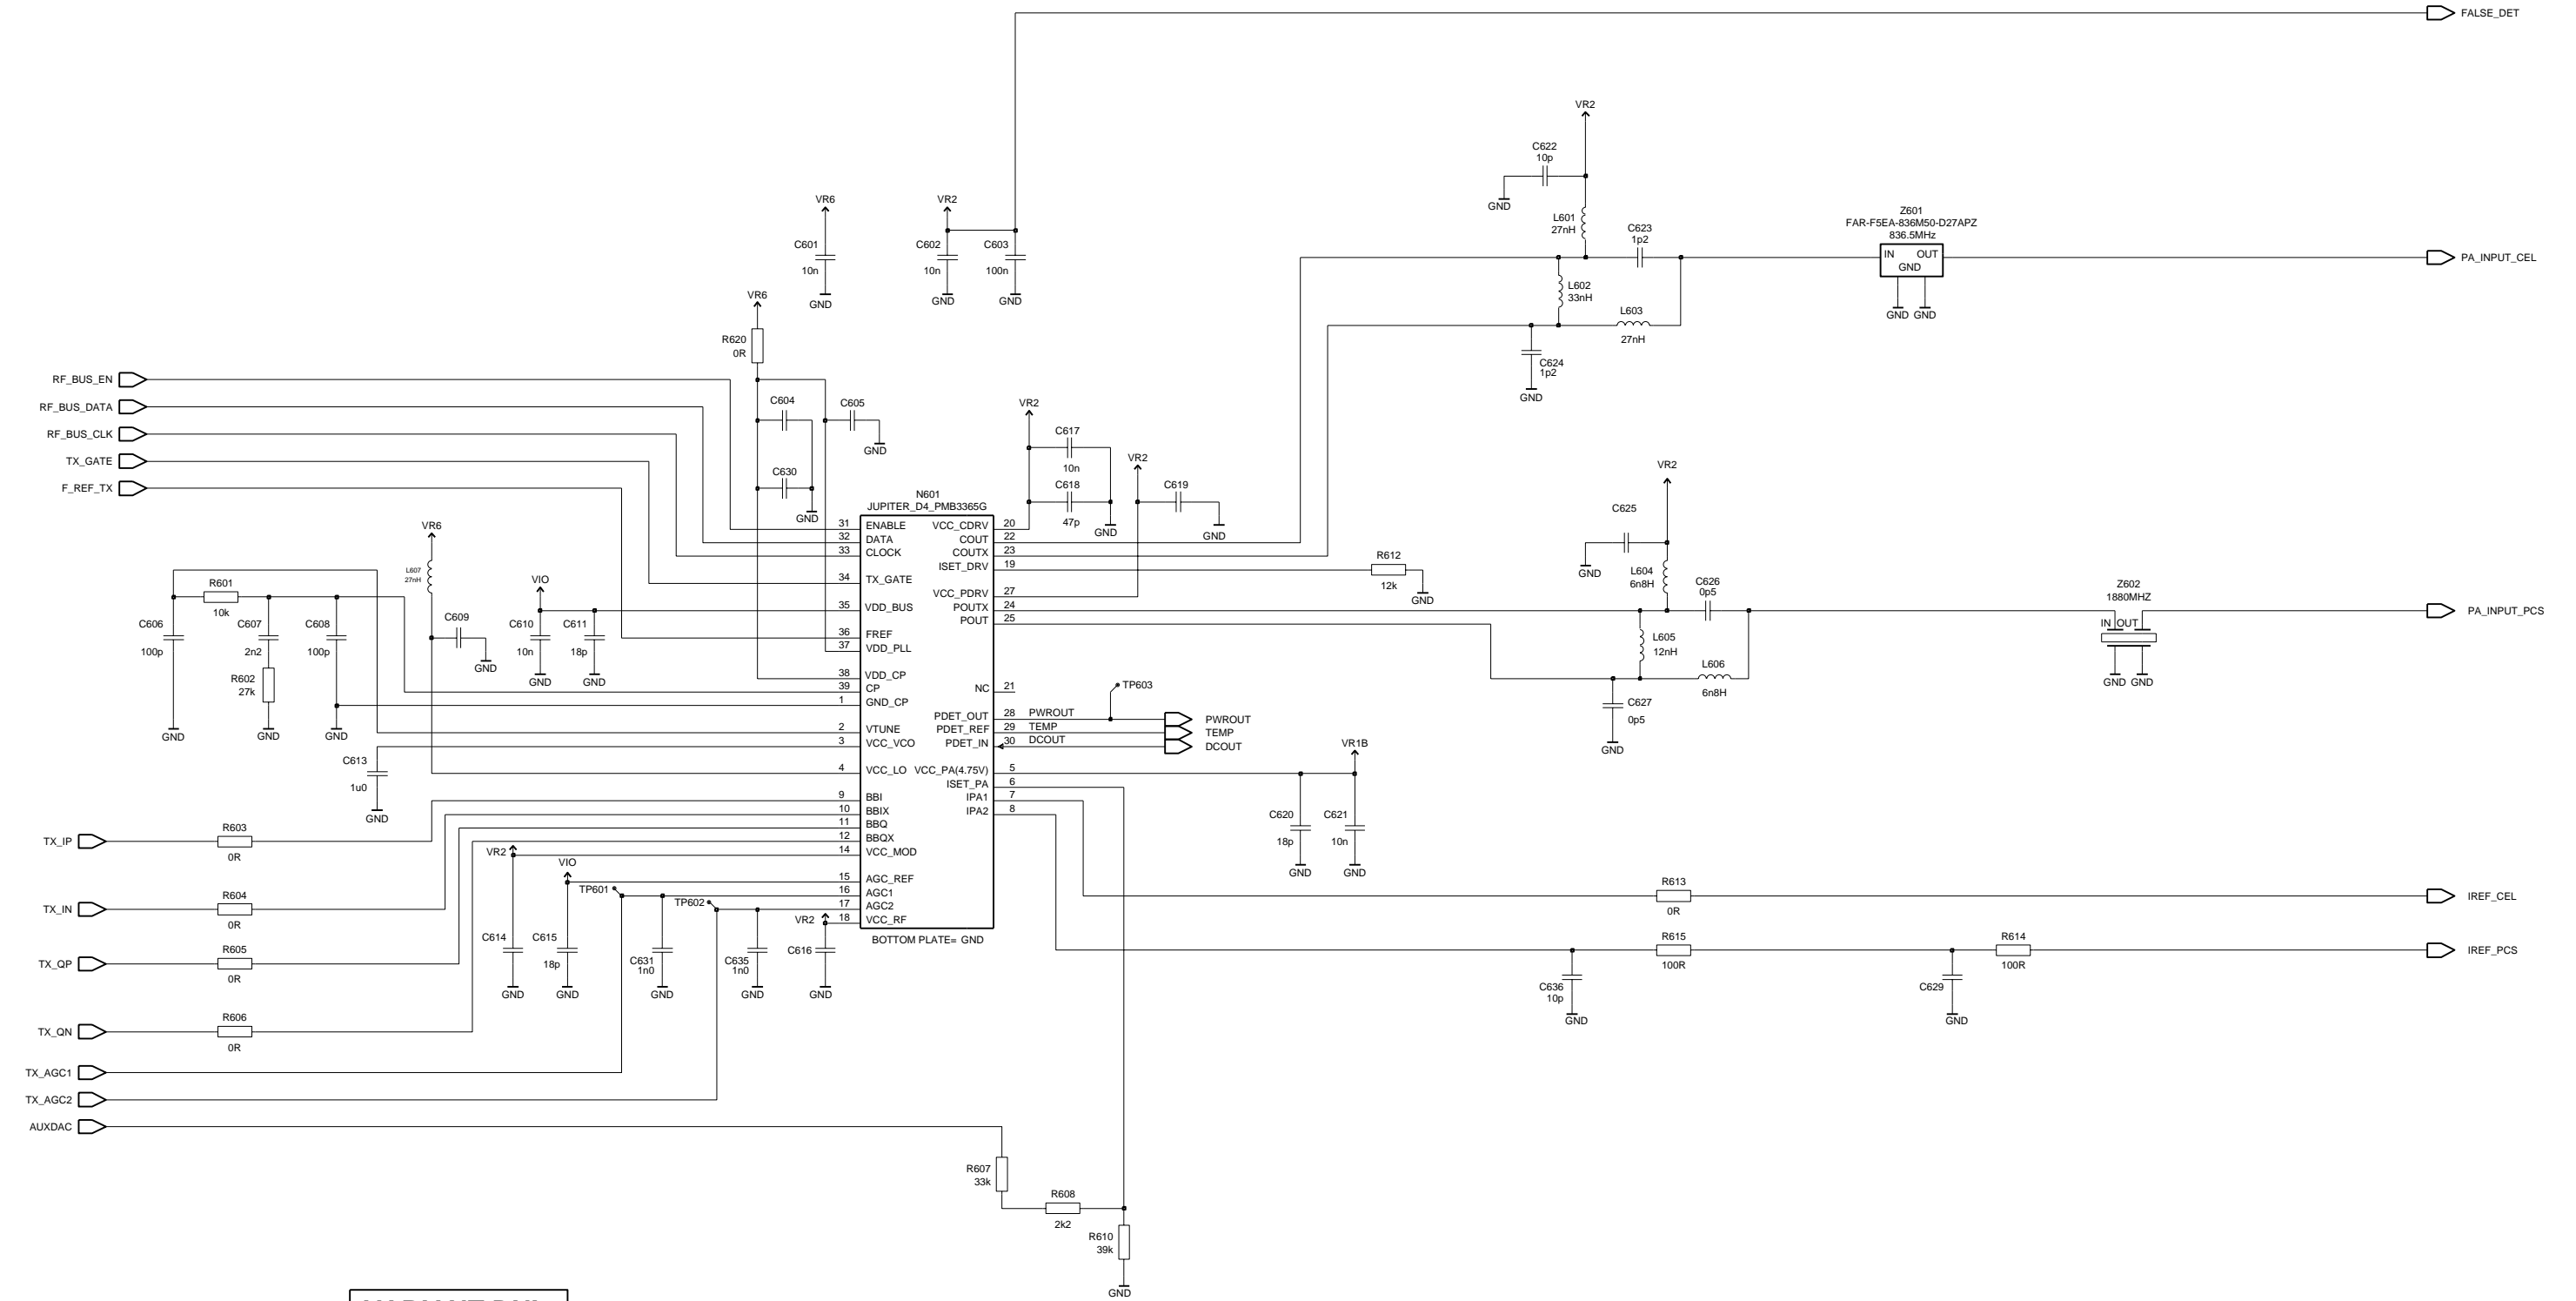 FALSE_DET
VR2
C622
10p
GND
L601
27nH
C623
1p2
Z601
FAR-F5EA-836M50-D27APZ
836.5MHz
IN OUT
GND
GND GND
PA_INPUT_CEL
L602
33nH
L603
27nH
C624
1p2
GND
VR6
C601
10n
GND
VR2
C602
10n
GND
C603
100n
GND
VR6
R620
0R
C604
C605
GND
C630
GND
RF_BUS_EN
RF_BUS_DATA
RF_BUS_CLK
TX_GATE
F_REF_TX
VR2
C617
10n
C618
47p
GND
VR2
C619
GND
N601
JUPITER_D4_PMB3365G
31 ENABLE
32 DATA
33 CLOCK
34 TX_GATE
35 VDD_BUS
36 FREF
37 VDD_PLL
38 VDD_CP
39 CP
1 GND_CP
2 VTUNE
3 VCC_VCO
4 VCC_LO
9 BBI
10 BBIX
11 BBQ
12 BBQX
14 VCC_MOD
15 AGC_REF
16 AGC1
17 AGC2
18 VCC_RF
VCC_CDRV 20
COUT 22
COUTX 23
ISET_DRV 19
VCC_PDRV 27
POUTX 24
POUT 25
NC 21
PDET_OUT 28
PDET_REF 29
PDET_IN 30
VCC_PA(4.75V) 5
ISET_PA 6
IPA1 7
IPA2 8
BOTTOM PLATE= GND
R612
12k
GND
VR2
C625
GND
L604
6n8H
C626
0p5
L605
12nH
L606
6n8H
C627
0p5
GND
Z602
1880MHZ
IN OUT
GND GND
PA_INPUT_PCS
TP603
PWROUT
TEMP
DCOUT
PWROUT
TEMP
DCOUT
VR1B
C620
18p
GND
C621
10n
GND
VR6
L607
27nH
C609
GND
R601
10k
C606
100p
GND
C607
2n2
R602
27k
GND
C608
100p
GND
VIO
C610
10n
GND
C611
18p
GND
C613
1u0
GND
TX_IP
R603
0R
TX_IN
R604
0R
TX_QP
R605
0R
TX_QN
R606
0R
TX_AGC1
TX_AGC2
AUXDAC
VR2
C614
GND
VIO
C615
18p
GND
TP601
C631
1n0
GND
TP602
C635
1n0
GND
VR2
C616
GND
R613
0R
IREF_CEL
R615
100R
R614
100R
IREF_PCS
C636
10p
GND
C629
GND
R607
33k
R608
2k2
R610
39k
GND